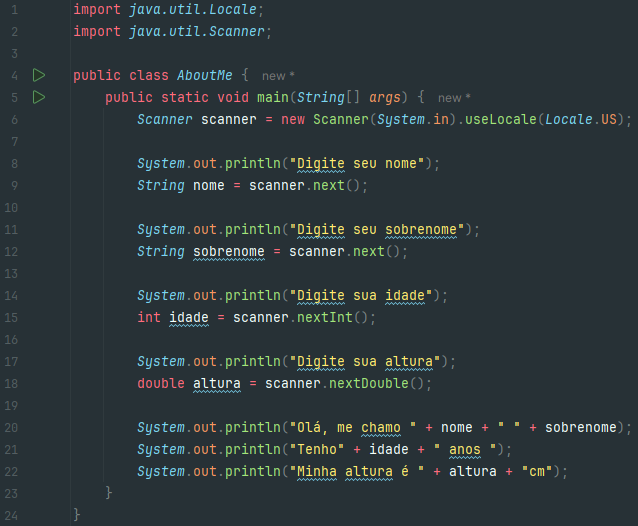 1 import java.util.Locale;
2 import java.util.Scanner;
3
4 public class AboutMe { new *
5 public static void main(String[] args) { new *
6 Scanner scanner = new Scanner(System.in).useLocale(Locale.US);
7
8 System.out.println("Digite seu nome");
9 String nome = scanner.next();
10
11 System.out.println("Digite seu sobrenome");
12 String sobrenome = scanner.next();
13
14 System.out.println("Digite sua idade");
15 int idade = scanner.nextInt();
16
17 System.out.println("Digite sua altura");
18 double altura = scanner.nextDouble();
19
20 System.out.println("Olá, me chamo " + nome + " " + sobrenome);
21 System.out.println("Tenho" + idade + " anos ");
22 System.out.println("Minha altura é " + altura + "cm");
23 }
24 }